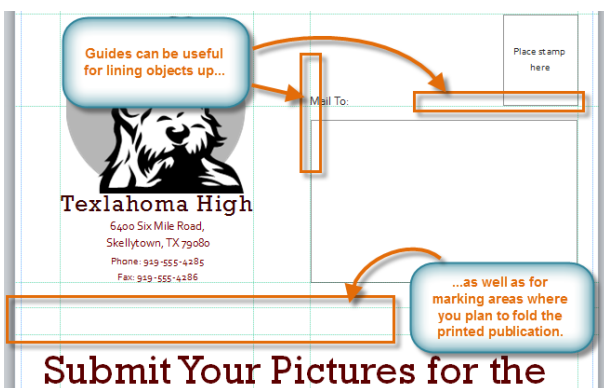 Guides can be useful
for lining objects up...
Place stamp
here
Mail To:
Texlahoma High
6400 Six Mile Road,
Skellytown, TX 79080
Phone: 919-555-4285
Fax: 919-555-4286
...as well as for
marking areas where
you plan to fold the
printed publication.
Submit Your Pictures for the